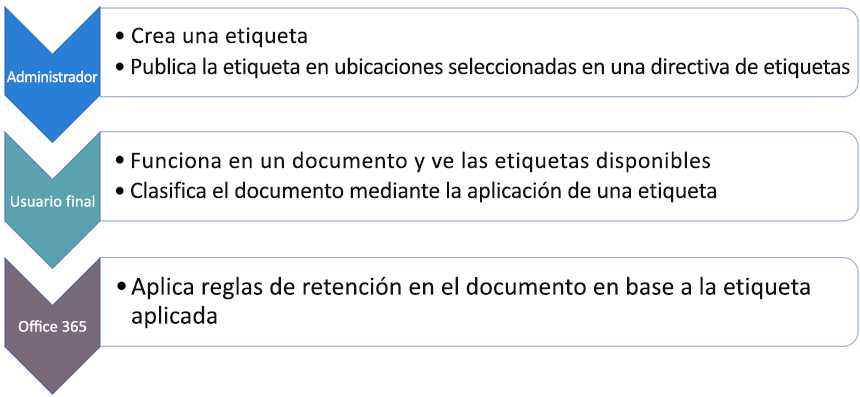 Administrador
• Crea una etiqueta
• Publica la etiqueta en ubicaciones seleccionadas en una directiva de etiquetas
Usuario final
• Funciona en un documento y ve las etiquetas disponibles
• Clasifica el documento mediante la aplicación de una etiqueta
Office 365
• Aplica reglas de retención en el documento en base a la etiqueta
aplicada